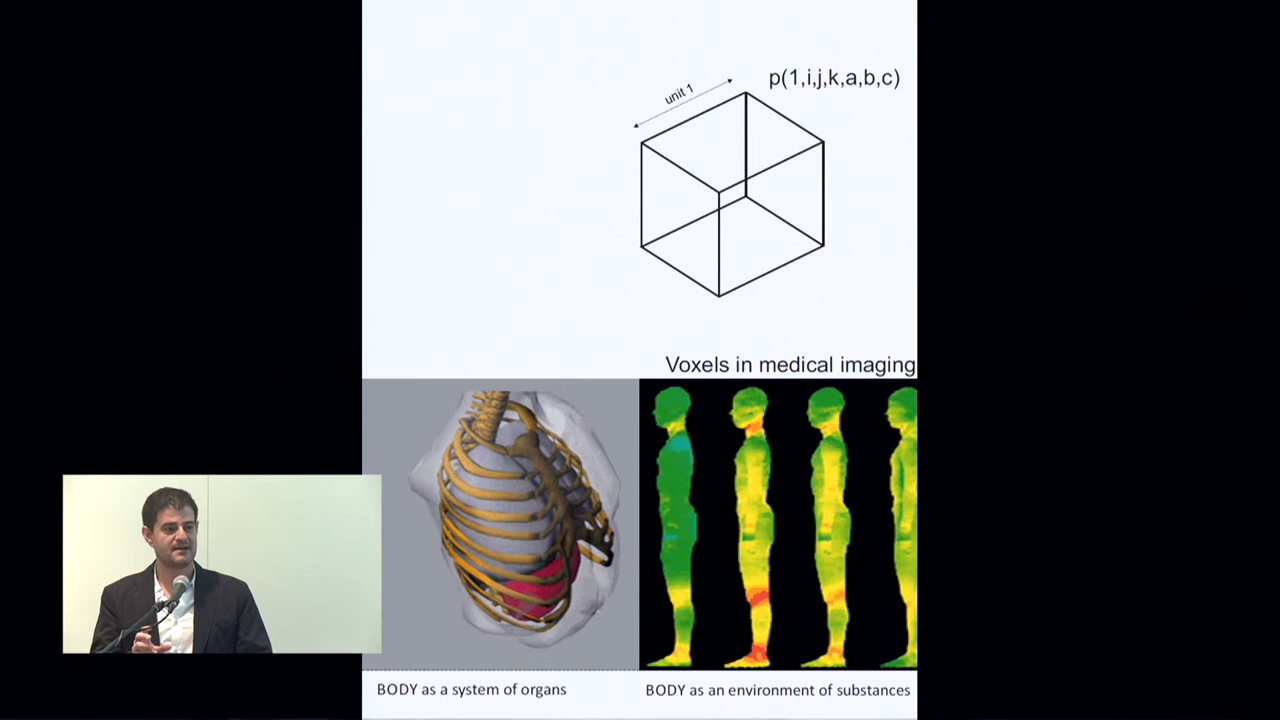 p(1,i,j,k,a,b,c)
unit 1
Voxels in medical imaging
BODY as a system of organs
BODY as an environment of substances